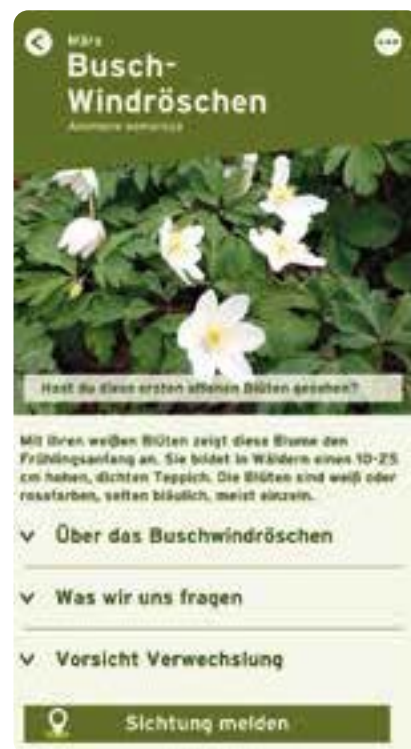 März
Busch-
Windröschen
Anemone nemorosa
Hast du diese ersten offenen Blüten gesehen?
Mit ihren weißen Blüten zeigt diese Blume den
Frühlingsanfang an. Sie bildet in Wäldern einen 10-25
cm hohen, dichten Teppich. Die Blüten sind weiß oder
rosafarben, selten bläulich, meist einzeln.
Über das Buschwindröschen
Was wir uns fragen
Vorsicht Verwechslung
Sichtung melden